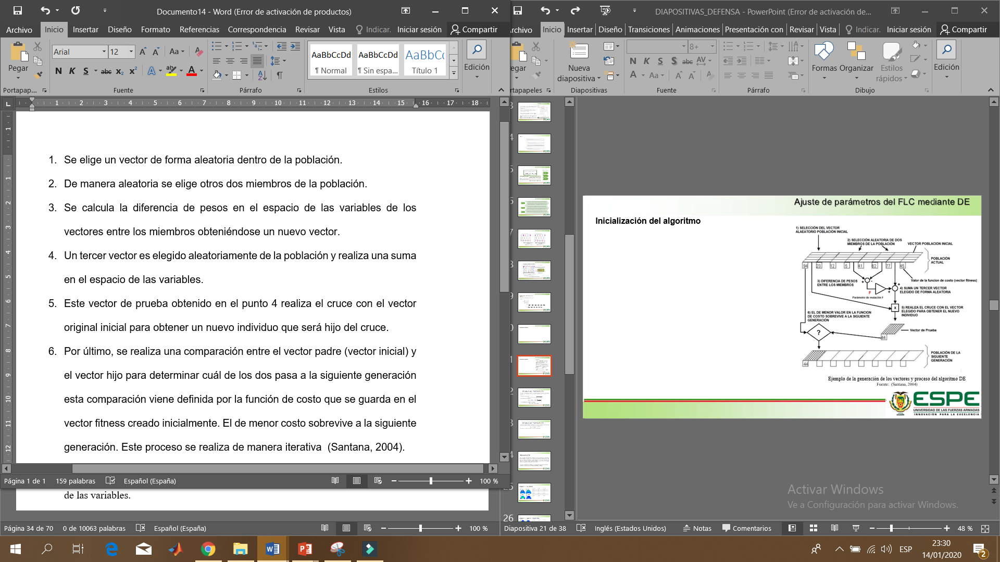 Documento14 - Word (Error de activación de productos)
Archivo Inicio Insertar Diseño Formato Referencias Correspondencia Revisar Vista Indicar. Iniciar sesión Compartir
Arial 12
Pegar
N K S abc x₂ x² A
AaBbCcDd AaBbCcDd AaBbCc
¶ Normal ¶ Sin espa... Título 1
Edición
Portapap... Fuente Párrafo Estilos
1 2 3 4 5 6 7 8 9 10 11 12 13 14 15 16 17 18
1. Se elige un vector de forma aleatoria dentro de la población.
2. De manera aleatoria se elige otros dos miembros de la población.
3. Se calcula la diferencia de pesos en el espacio de las variables de los
vectores entre los miembros obteniéndose un nuevo vector.
4. Un tercer vector es elegido aleatoriamente de la población y realiza una suma
en el espacio de las variables.
5. Este vector de prueba obtenido en el punto 4 realiza el cruce con el vector
original inicial para obtener un nuevo individuo que será hijo del cruce.
6. Por último, se realiza una comparación entre el vector padre (vector inicial) y
el vector hijo para determinar cuál de los dos pasa a la siguiente generación
esta comparación viene definida por la función de costo que se guarda en el
vector fitness creado inicialmente. El de menor costo sobrevive a la siguiente
generación. Este proceso se realiza de manera iterativa (Santana, 2004).
Página 1 de 1 159 palabras Español (España) 100 %
de las variables.
Página 34 de 70 0 de 10063 palabras Español (España) 100 %
DIAPOSITIVAS_DEFENSA - PowerPoint (Error de activación de...
rchivo Inicio Insertar Diseño Transiciones Animaciones Presentación con Revisar Vista Indicar. Iniciar sesión Compartir
8+
egar
Nueva
diapositiva
N K S S abc AV
A Aa A A
Formas Organizar Estilos
rápidos
Edición
rtapapeles Diapositivas Fuente Párrafo Dibujo
26
Ajuste de parámetros del FLC mediante DE
Inicialización del algoritmo
1) SELECCIÓN DEL VECTOR
ALAEATORIO POBLACIÓN INICIAL
2) SELECCIÓN ALEATORIA DE DOS
MIEMBROS DE LA POBLACIÓN
VECTOR POBLACION INICIAL
POBLACIÓN
ACTUAL
94 23 12 5 41 62 77 45
Valor de la funcion de costo (vector fitness)
3) DIFERENCIA DE PESOS
ENTRE LOS MIEMBROS
F
Parámetro de mutación F
4) SUMA UN TERCER VECTOR
ELEGIDO DE FORMA ALEATORIA
x
5) REALIZA EL CRUCE CON EL VECTOR
ELEGIDO PARA OBTENER EL NUEVO
INDIVIDUO
6) EL DE MENOR VALOR EN LA FUNCION
DE COSTO SOBREVIVE A LA SIGUIENTE
GENERACIÓN
?
44
Vector de Prueba
44
POBLACIÓN DE LA
SIGUIENTE
GENERACIÓN
Ejemplo de la generación de los vectores y proceso del algoritmo DE
Fuente: (Santana, 2004)
ESPE
UNIVERSIDAD DE LAS FUERZAS ARMADAS
INNOVACIÓN PARA LA EXCELENCIA
Activar Windows
Ve a Configuración para activar Windows.
Diapositiva 21 de 38 Inglés (Estados Unidos) Notas Comentarios 48 %
ESP
23:30
14/01/2020
2